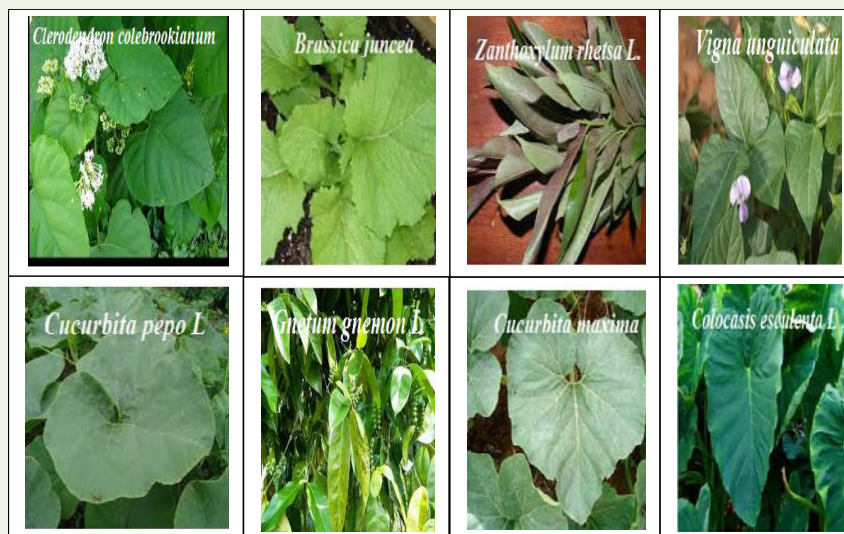 Clerodendron colebrookianum
Brassica juncea
Zanthoxylum rhetsa L.
Vigna unguiculata
Cucurbita pepo L
Gnetum gnemon L
Cucurbita maxima
Colocasis esculenta L